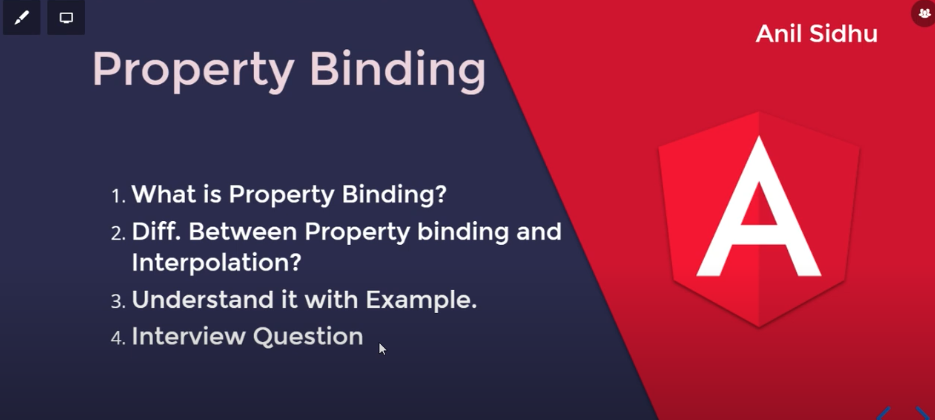 Anil Sidhu
Property Binding
1. What is Property Binding?
2. Diff. Between Property binding and
Interpolation?
3. Understand it with Example.
4. Interview Question
A